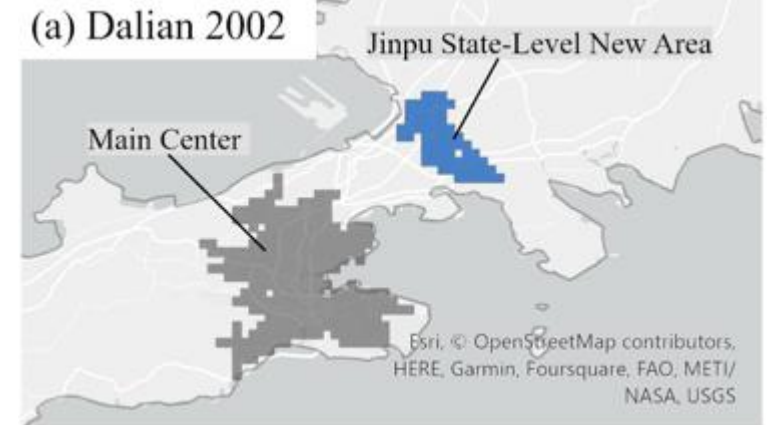 (a) Dalian 2002
Jinpu State-Level New Area
Main Center
Esri, © OpenStreetMap contributors,
HERE, Garmin, Foursquare, FAO, METI/
NASA, USGS